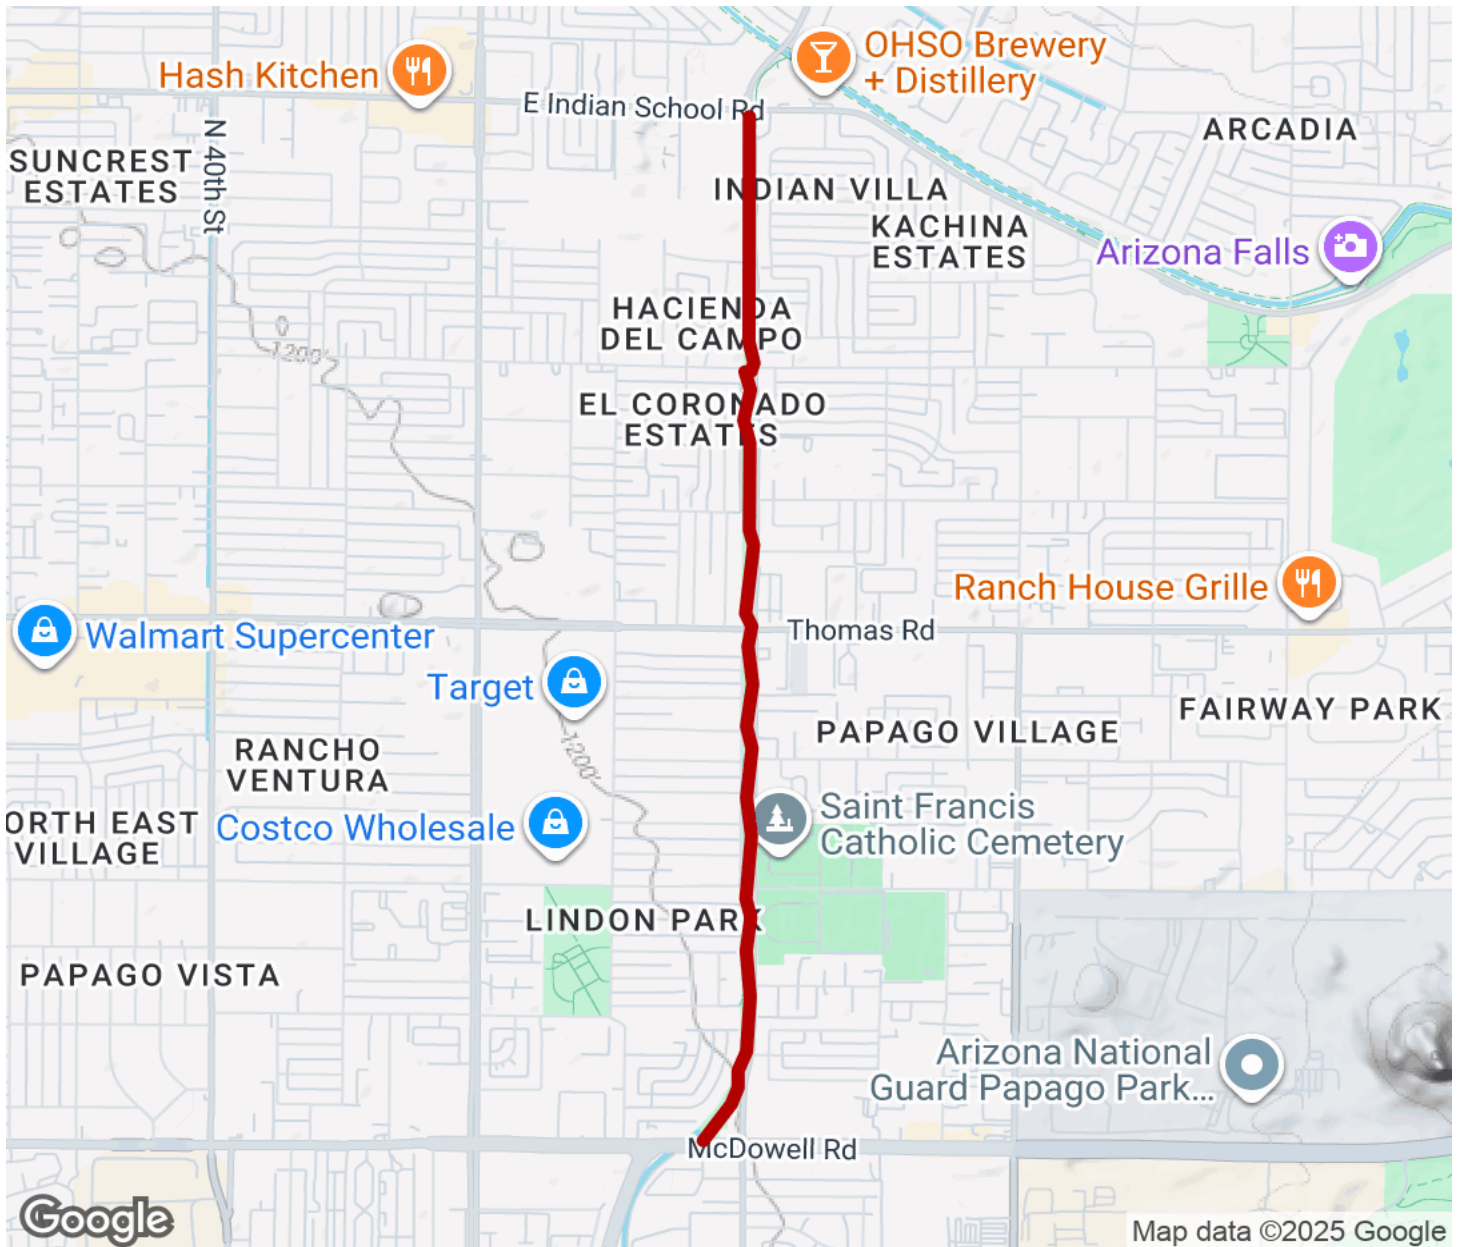 OHSO Brewery
+ Distillery
Hash Kitchen
E Indian School Rd
ARCADIA
N 40th St
SUNCREST
ESTATES
INDIAN VILLA
KACHINA
ESTATES
Arizona Falls
HACIENDA
DEL CAMPO
1200'
EL CORONADO
ESTATES
Ranch House Grille
Walmart Supercenter
Thomas Rd
Target
FAIRWAY PARK
PAPAGO VILLAGE
RANCHO
VENTURA
1200'
ORTH EAST
VILLAGE
Costco Wholesale
Saint Francis
Catholic Cemetery
LINDON PARK
PAPAGO VISTA
Arizona National
Guard Papago Park...
McDowell Rd
Google
Map data ©2025 Google